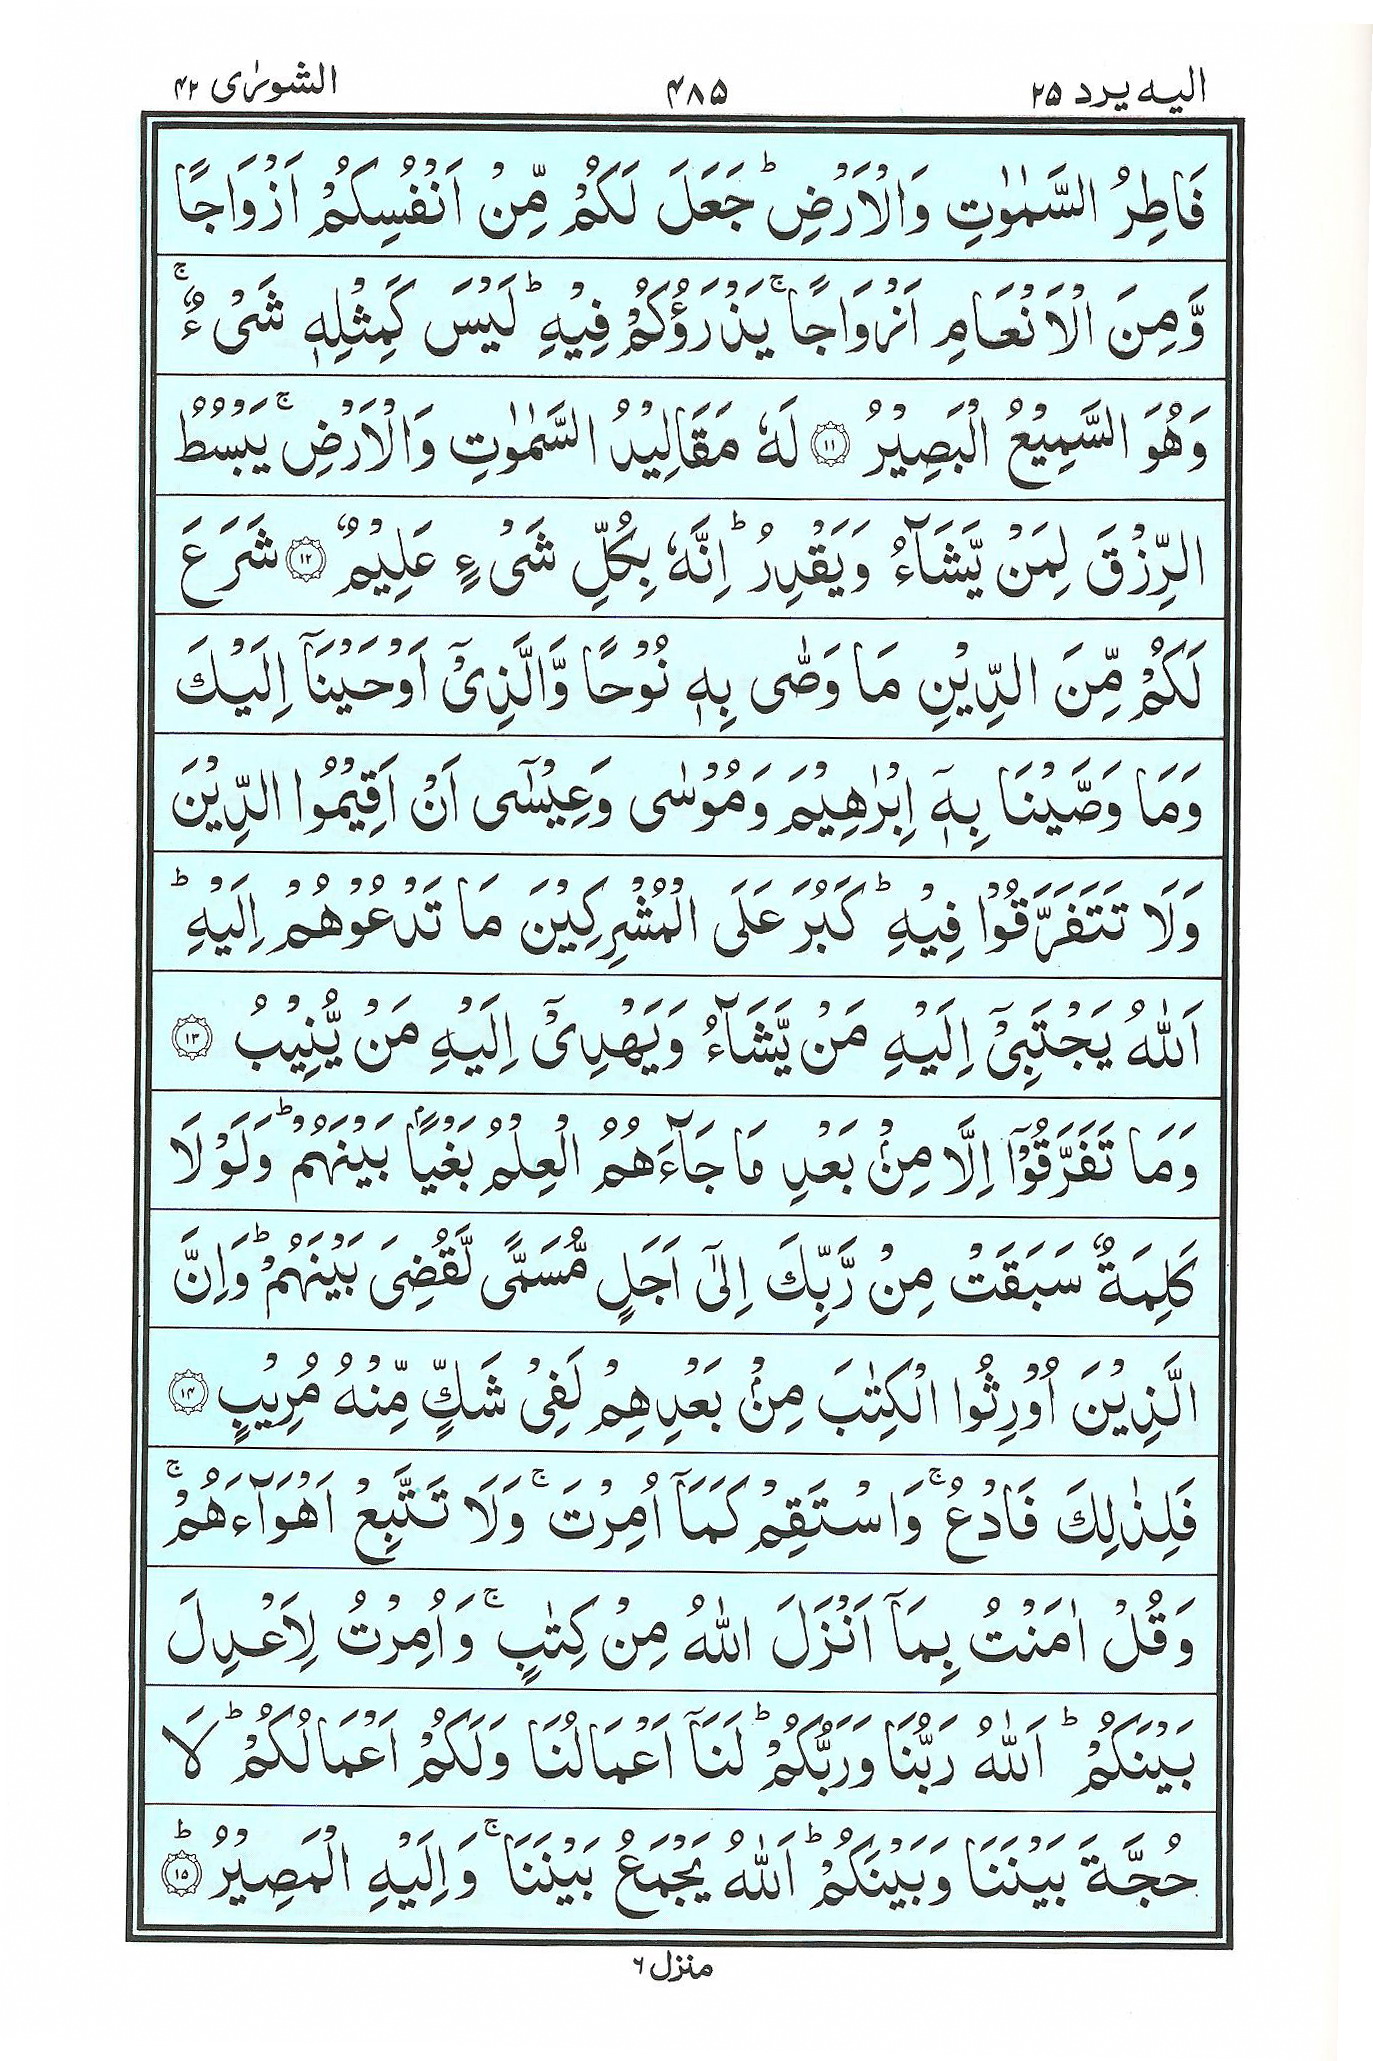 اليه يرد ٢٥
٤٨٥
الشورٰى ٤٢
فَاطِرُ السَّمٰوٰتِ وَالْاَرْضِ ؕ جَعَلَ لَكُمْ مِّنْ اَنْفُسِكُمْ اَزْوَاجًا
وَّمِنَ الْاَنْعَامِ اَزْوَاجًا ۚ يَذْرَؤُكُمْ فِيْهِ ؕ لَيْسَ كَمِثْلِهٖ شَیْءٌ ۚ
وَهُوَ السَّمِيْعُ الْبَصِيْرُ ۝۱۱ لَهٗ مَقَالِيْدُ السَّمٰوٰتِ وَالْاَرْضِ ۚ يَبْسُطُ
الرِّزْقَ لِمَنْ يَّشَآءُ وَيَقْدِرُ ؕ اِنَّهٗ بِكُلِّ شَیْءٍ عَلِيْمٌ ۝۱۲ شَرَعَ
لَكُمْ مِّنَ الدِّيْنِ مَا وَصّٰى بِهٖ نُوْحًا وَّالَّذِیْۤ اَوْحَيْنَاۤ اِلَيْكَ
وَمَا وَصَّيْنَا بِهٖۤ اِبْرٰهِيْمَ وَمُوْسٰى وَعِيْسٰۤى اَنْ اَقِيْمُوا الدِّيْنَ
وَلَا تَتَفَرَّقُوْا فِيْهِ ؕ كَبُرَ عَلَى الْمُشْرِكِيْنَ مَا تَدْعُوْهُمْ اِلَيْهِ ؕ
اَللّٰهُ يَجْتَبِیْۤ اِلَيْهِ مَنْ يَّشَآءُ وَيَهْدِیْۤ اِلَيْهِ مَنْ يُّنِيْبُ ۝۱۳
وَمَا تَفَرَّقُوْۤا اِلَّا مِنْۢ بَعْدِ مَا جَآءَهُمُ الْعِلْمُ بَغْيًۢا بَيْنَهُمْ ؕ وَلَوْلَا
كَلِمَةٌ سَبَقَتْ مِنْ رَّبِّكَ اِلٰۤى اَجَلٍ مُّسَمًّى لَّقُضِیَ بَيْنَهُمْ ؕ وَاِنَّ
الَّذِيْنَ اُوْرِثُوا الْكِتٰبَ مِنْۢ بَعْدِهِمْ لَفِیْ شَكٍّ مِّنْهُ مُرِيْبٍ ۝۱۴
فَلِذٰلِكَ فَادْعُ ۚ وَاسْتَقِمْ كَمَاۤ اُمِرْتَ ۚ وَلَا تَتَّبِعْ اَهْوَآءَهُمْ ۚ
وَقُلْ اٰمَنْتُ بِمَاۤ اَنْزَلَ اللّٰهُ مِنْ كِتٰبٍ ۚ وَاُمِرْتُ لِاَعْدِلَ
بَيْنَكُمْ ؕ اَللّٰهُ رَبُّنَا وَرَبُّكُمْ ؕ لَنَاۤ اَعْمَالُنَا وَلَكُمْ اَعْمَالُكُمْ ؕ لَا
حُجَّةَ بَيْنَنَا وَبَيْنَكُمْ ؕ اَللّٰهُ يَجْمَعُ بَيْنَنَا ۚ وَاِلَيْهِ الْمَصِيْرُ ؕ ۝۱۵
منزل ۶